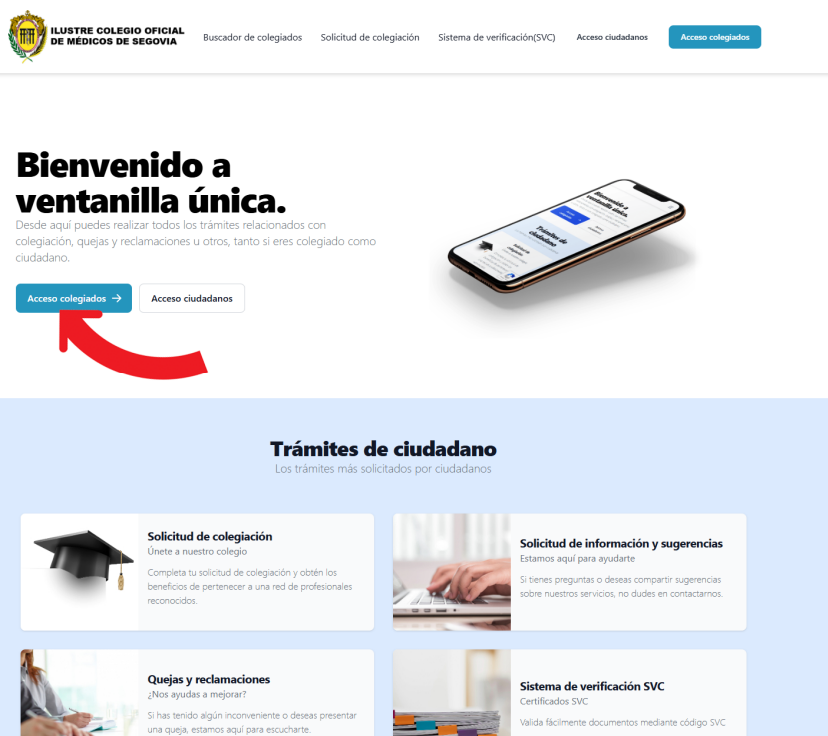 ILUSTRE COLEGIO OFICIAL
DE MÉDICOS DE SEGOVIA
Buscador de colegiados
Solicitud de colegiación
Sistema de verificación(SVC)
Acceso ciudadanos
Acceso colegiados
Bienvenido a
ventanilla única.
Desde aquí puedes realizar todos los trámites relacionados con
colegiación, quejas y reclamaciones u otros, tanto si eres colegiado como
ciudadano.
Acceso colegiados →
Acceso ciudadanos
Bienvenido a
ventanilla única.
Trámites de
ciudadano
Trámites de ciudadano
Los trámites más solicitados por ciudadanos
Solicitud de colegiación
Únete a nuestro colegio
Completa tu solicitud de colegiación y obtén los
beneficios de pertenecer a una red de profesionales
reconocidos.
Solicitud de información y sugerencias
Estamos aquí para ayudarte
Si tienes preguntas o deseas compartir sugerencias
sobre nuestros servicios, no dudes en contactarnos.
Quejas y reclamaciones
¿Nos ayudas a mejorar?
Si has tenido algún inconveniente o deseas presentar
una queja, estamos aquí para escucharte.
Sistema de verificación SVC
Certificados SVC
Valida fácilmente documentos mediante código SVC